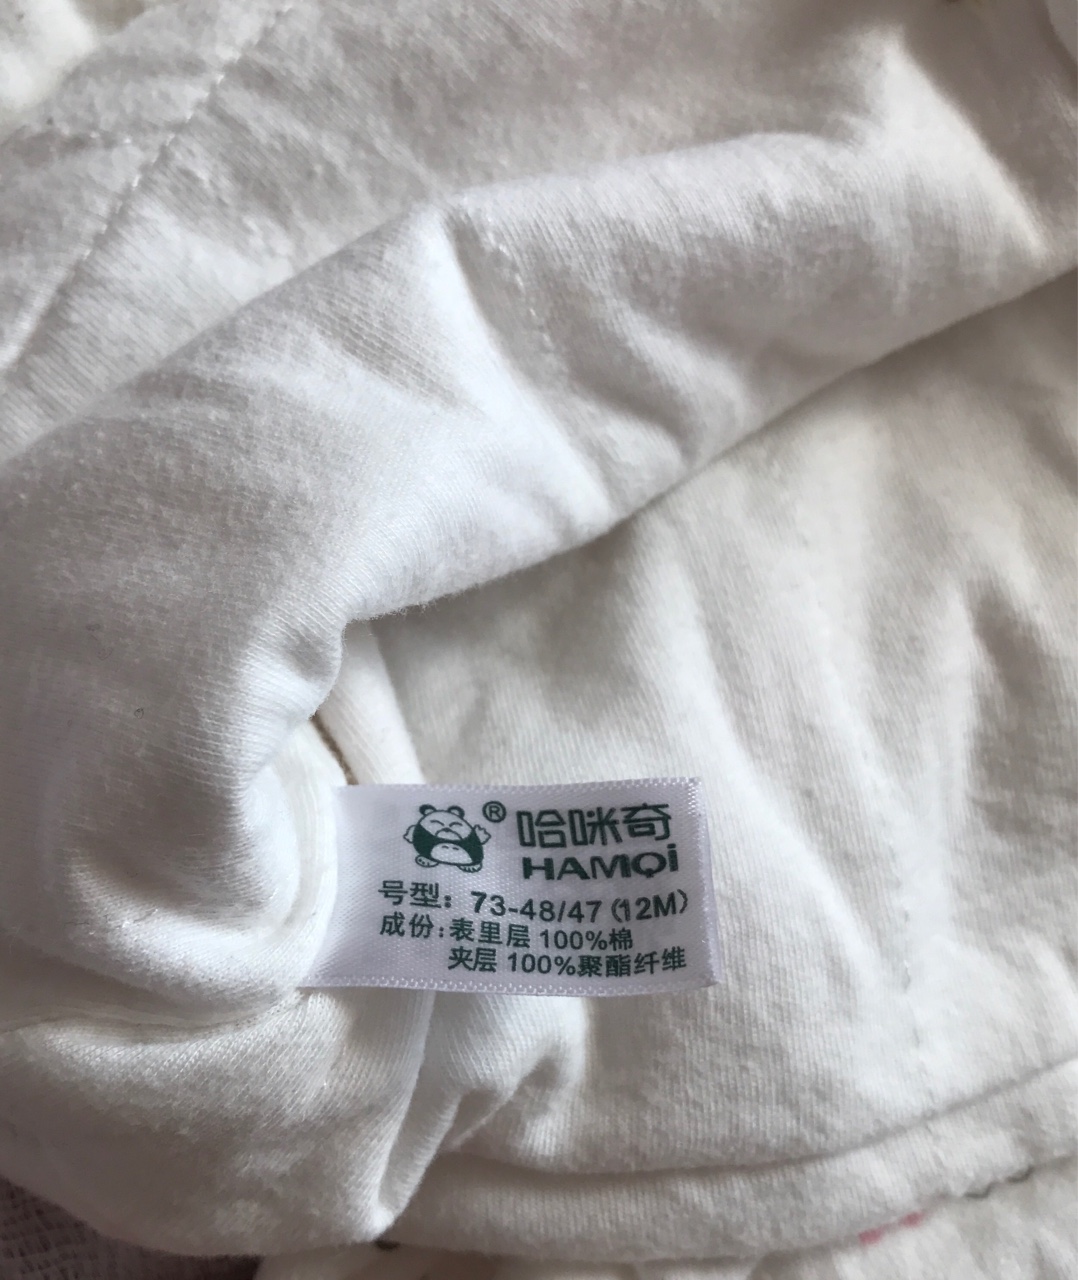 ® 哈咪奇
HAMQi
号型: 73-48/47 (12M)
成份: 表里层 100%棉
夹层 100%聚酯纤维